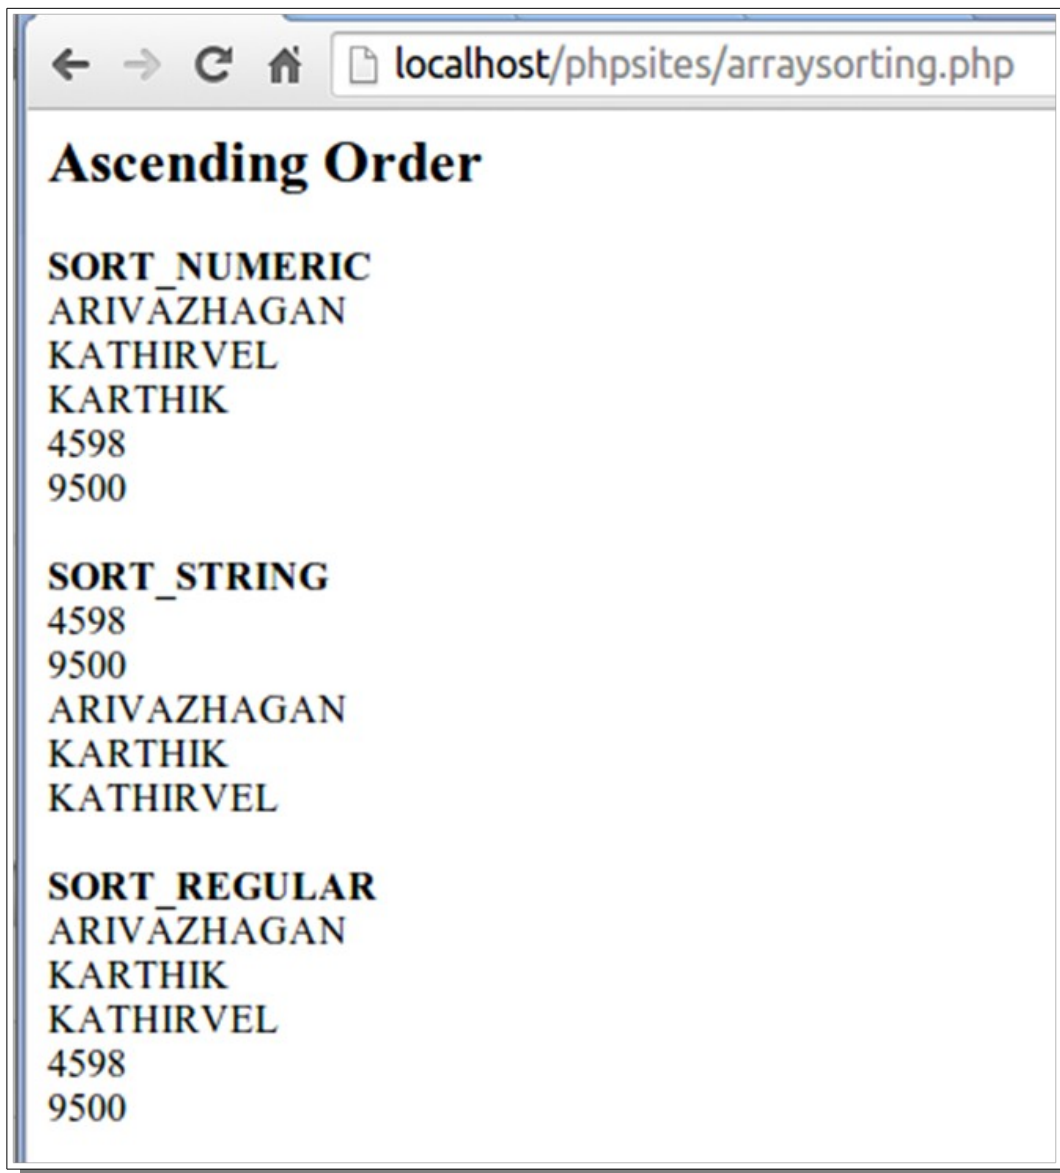 localhost/phpsites/arraysorting.php
Ascending Order
SORT_NUMERIC
ARIVAZHAGAN
KATHIRVEL
KARTHIK
4598
9500
SORT_STRING
4598
9500
ARIVAZHAGAN
KARTHIK
KATHIRVEL
SORT_REGULAR
ARIVAZHAGAN
KARTHIK
KATHIRVEL
4598
9500